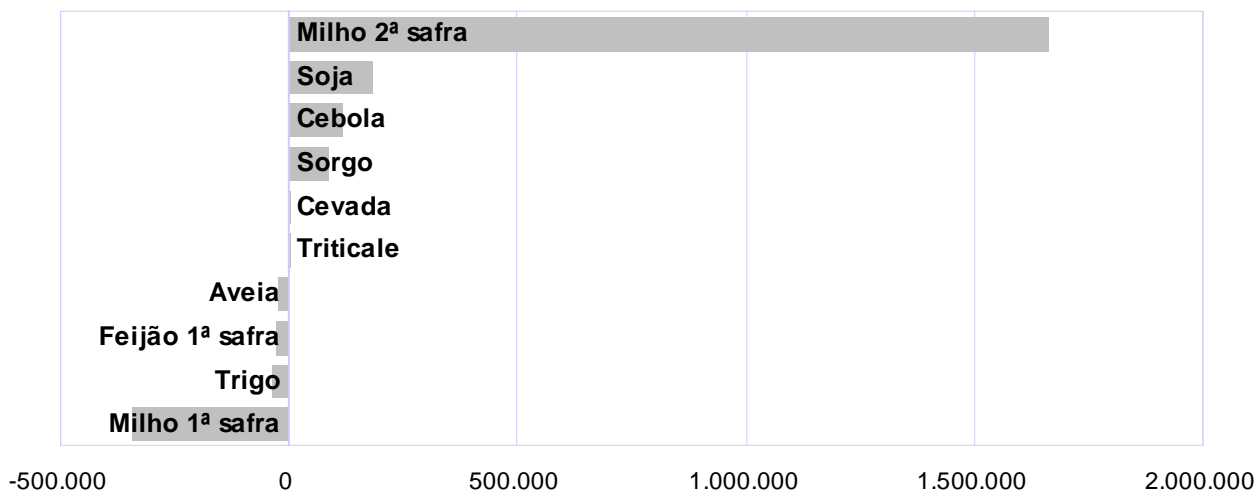 Milho 2ª safra
Soja
Cebola
Sorgo
Cevada
Triticale
Aveia
Feijão 1ª safra
Trigo
Milho 1ª safra
-500.000 0 500.000 1.000.000 1.500.000 2.000.000